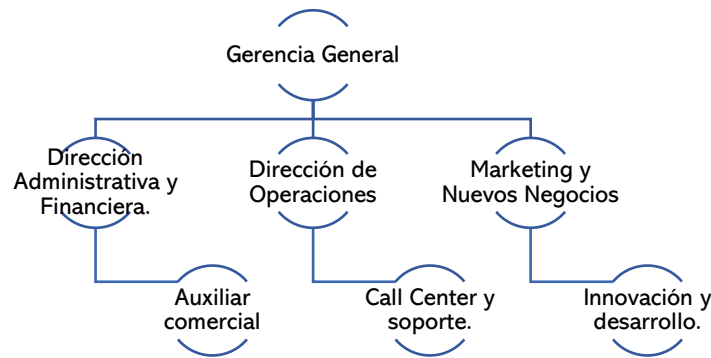 Gerencia General
Dirección
Administrativa y
Financiera.
Dirección de
Operaciones
Marketing y
Nuevos Negocios
Auxiliar
comercial
Call Center y
soporte.
Innovación y
desarrollo.